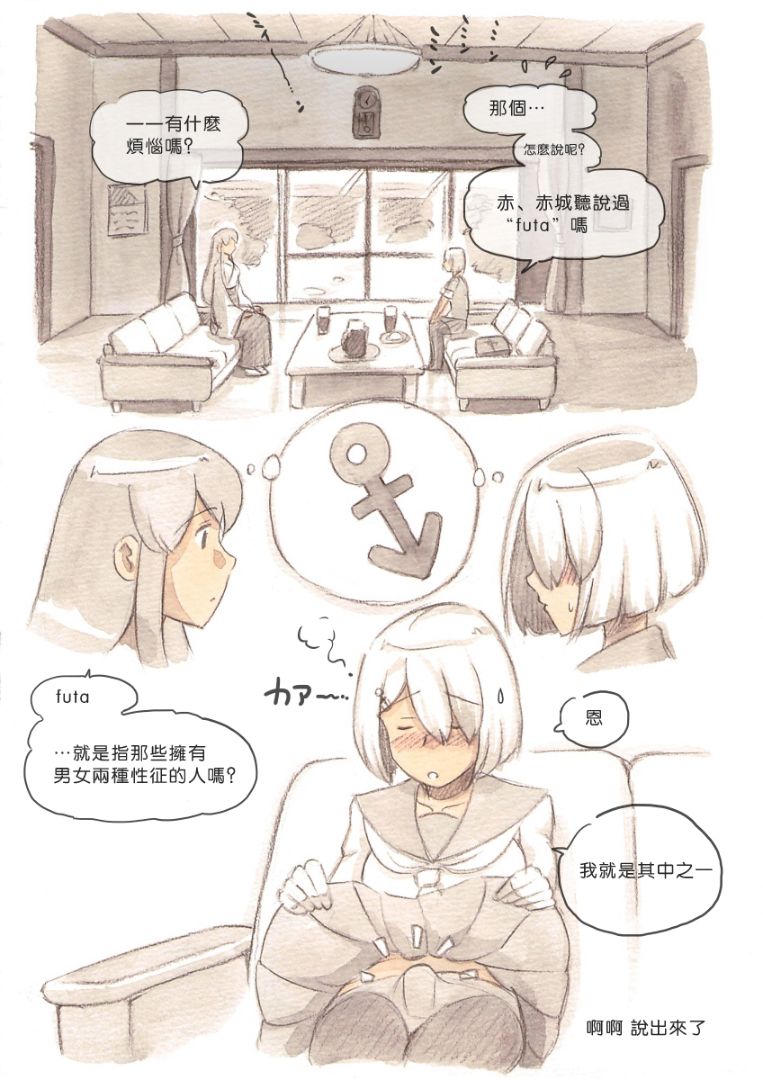 一一有什麼
煩惱嗎?
那個…
怎麼說呢?
赤、赤城聽說過
“futa”嗎
futa
…就是指那些擁有
男女兩種性征的人嗎?
カァ〜…
恩
我就是其中之一
啊啊 說出來了